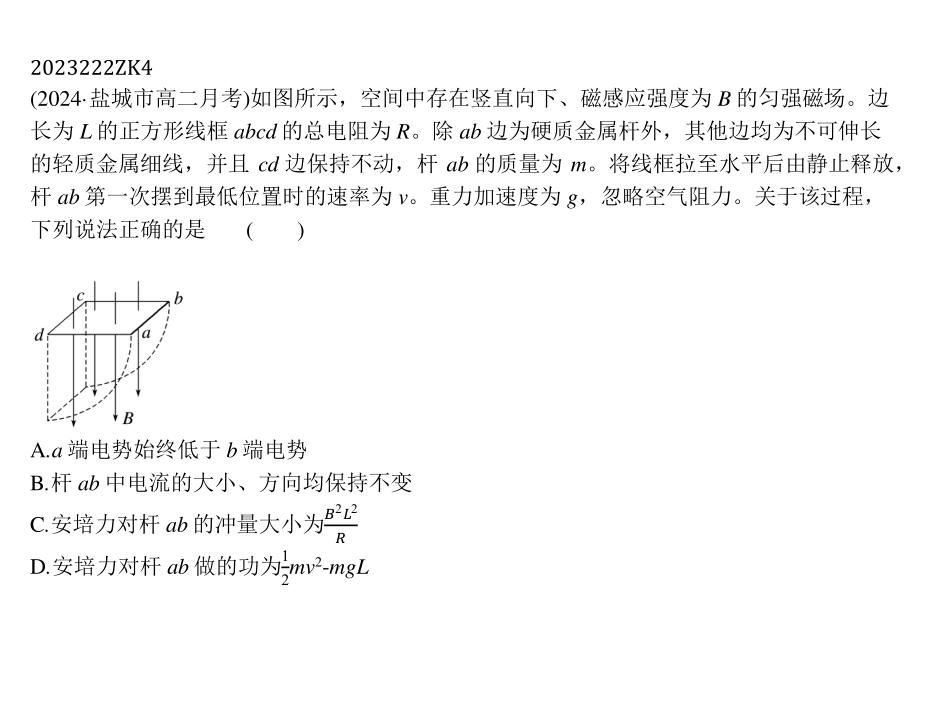 2023222ZK4
(2024·盐城市高二月考)如图所示，空间中存在竖直向下、磁感应强度为 B 的匀强磁场。边
长为 L 的正方形线框 abcd 的总电阻为 R。除 ab 边为硬质金属杆外，其他边均为不可伸长
的轻质金属细线，并且 cd 边保持不动，杆 ab 的质量为 m。将线框拉至水平后由静止释放，
杆 ab 第一次摆到最低位置时的速率为 v。重力加速度为 g，忽略空气阻力。关于该过程，
下列说法正确的是 ( )
c b
d a
B
A.a 端电势始终低于 b 端电势
B.杆 ab 中电流的大小、方向均保持不变
C.安培力对杆 ab 的冲量大小为\frac{B²L²}{R}
D.安培力对杆 ab 做的功为\frac{1}{2}mv²-mgL